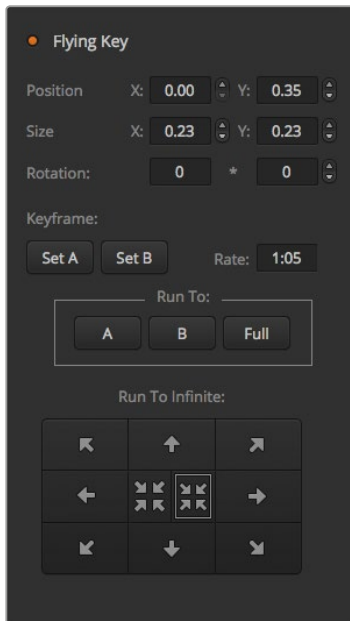 Flying Key
Position X: 0.00 Y: 0.35
Size X: 0.23 Y: 0.23
Rotation: 0 * 0
Keyframe:
Set A Set B Rate: 1:05
Run To:
A B Full
Run To Infinite: